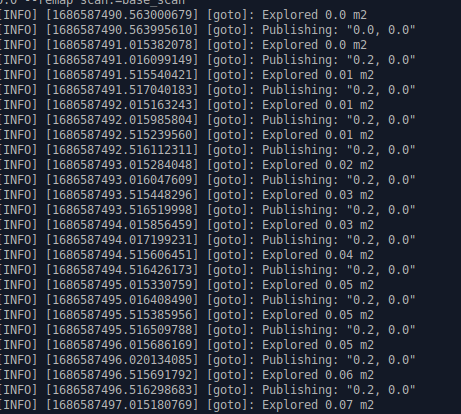 --remap scan:=base_scan
[INFO] [1686587490.563000679] [goto]: Explored 0.0 m2
[INFO] [1686587490.563995610] [goto]: Publishing: "0.0, 0.0"
[INFO] [1686587491.015382078] [goto]: Explored 0.0 m2
[INFO] [1686587491.016099149] [goto]: Publishing: "0.2, 0.0"
[INFO] [1686587491.515540421] [goto]: Explored 0.01 m2
[INFO] [1686587491.517040183] [goto]: Publishing: "0.2, 0.0"
[INFO] [1686587492.015163243] [goto]: Explored 0.01 m2
[INFO] [1686587492.015985804] [goto]: Publishing: "0.2, 0.0"
[INFO] [1686587492.515239560] [goto]: Explored 0.01 m2
[INFO] [1686587492.516112311] [goto]: Publishing: "0.2, 0.0"
[INFO] [1686587493.015284048] [goto]: Explored 0.02 m2
[INFO] [1686587493.016047609] [goto]: Publishing: "0.2, 0.0"
[INFO] [1686587493.515448296] [goto]: Explored 0.03 m2
[INFO] [1686587493.516519998] [goto]: Publishing: "0.2, 0.0"
[INFO] [1686587494.015856459] [goto]: Explored 0.03 m2
[INFO] [1686587494.017199231] [goto]: Publishing: "0.2, 0.0"
[INFO] [1686587494.515606451] [goto]: Explored 0.04 m2
[INFO] [1686587494.516426173] [goto]: Publishing: "0.2, 0.0"
[INFO] [1686587495.015330759] [goto]: Explored 0.05 m2
[INFO] [1686587495.016408490] [goto]: Publishing: "0.2, 0.0"
[INFO] [1686587495.515385956] [goto]: Explored 0.05 m2
[INFO] [1686587495.516509788] [goto]: Publishing: "0.2, 0.0"
[INFO] [1686587496.015686169] [goto]: Explored 0.05 m2
[INFO] [1686587496.020134085] [goto]: Publishing: "0.2, 0.0"
[INFO] [1686587496.515691792] [goto]: Explored 0.06 m2
[INFO] [1686587496.516298683] [goto]: Publishing: "0.2, 0.0"
[INFO] [1686587497.015180769] [goto]: Explored 0.07 m2